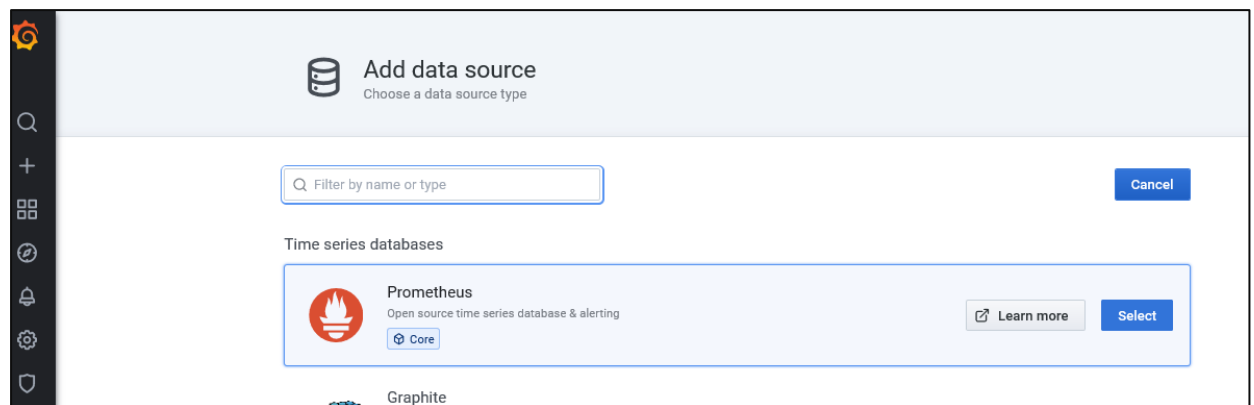 Add data source
Choose a data source type
Filter by name or type
Cancel
Time series databases
Prometheus
Open source time series database & alerting
Core
Learn more
Select
Graphite